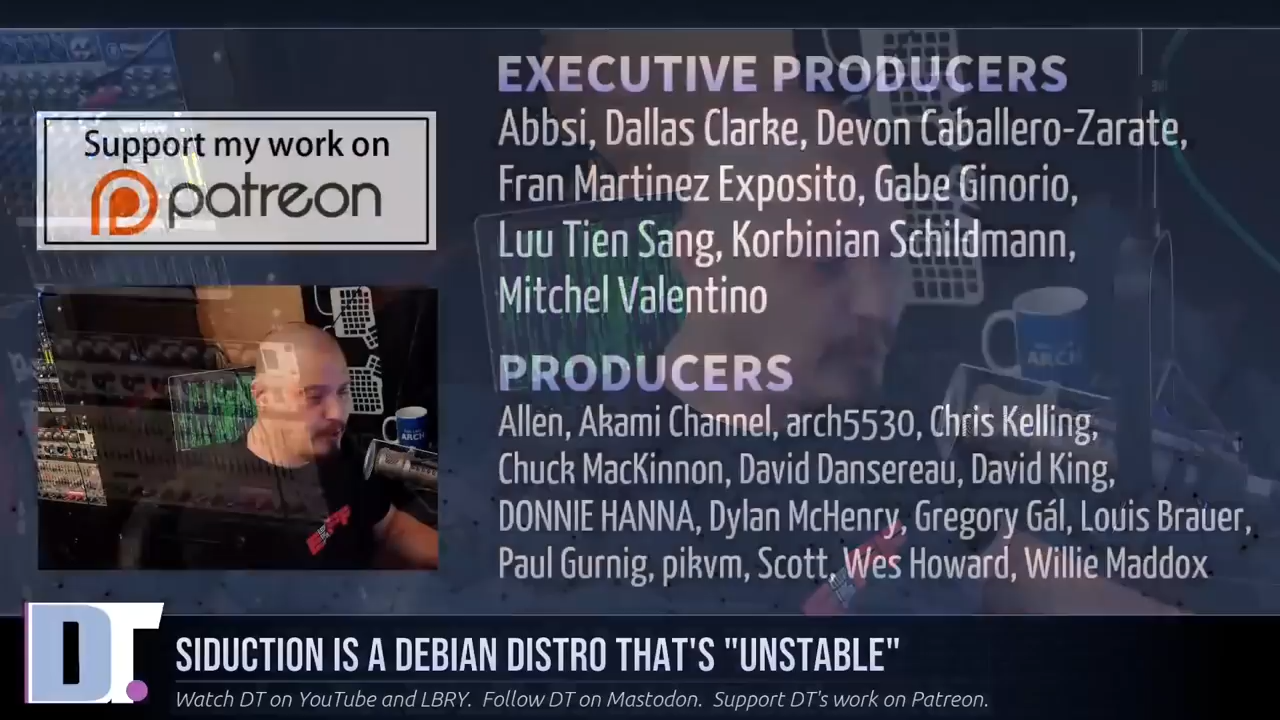 Support my work on
patreon
EXECUTIVE PRODUCERS
Abbsi, Dallas Clarke, Devon Caballero-Zarate,
Fran Martinez Exposito, Gabe Ginorio,
Luu Tien Sang, Korbinian Schildmann,
Mitchel Valentino
PRODUCERS
Allen, Akami Channel, arch5530, Chris Kelling,
Chuck MacKinnon, David Dansereau, David King,
DONNIE HANNA, Dylan McHenry, Gregory Gál, Louis Brauer,
Paul Gurnig, pikvm, Scott, Wes Howard, Willie Maddox
ARCH
ARCH
DT.
SIDUCTION IS A DEBIAN DISTRO THAT'S "UNSTABLE"
Watch DT on YouTube and LBRY. Follow DT on Mastodon. Support DT's work on Patreon.